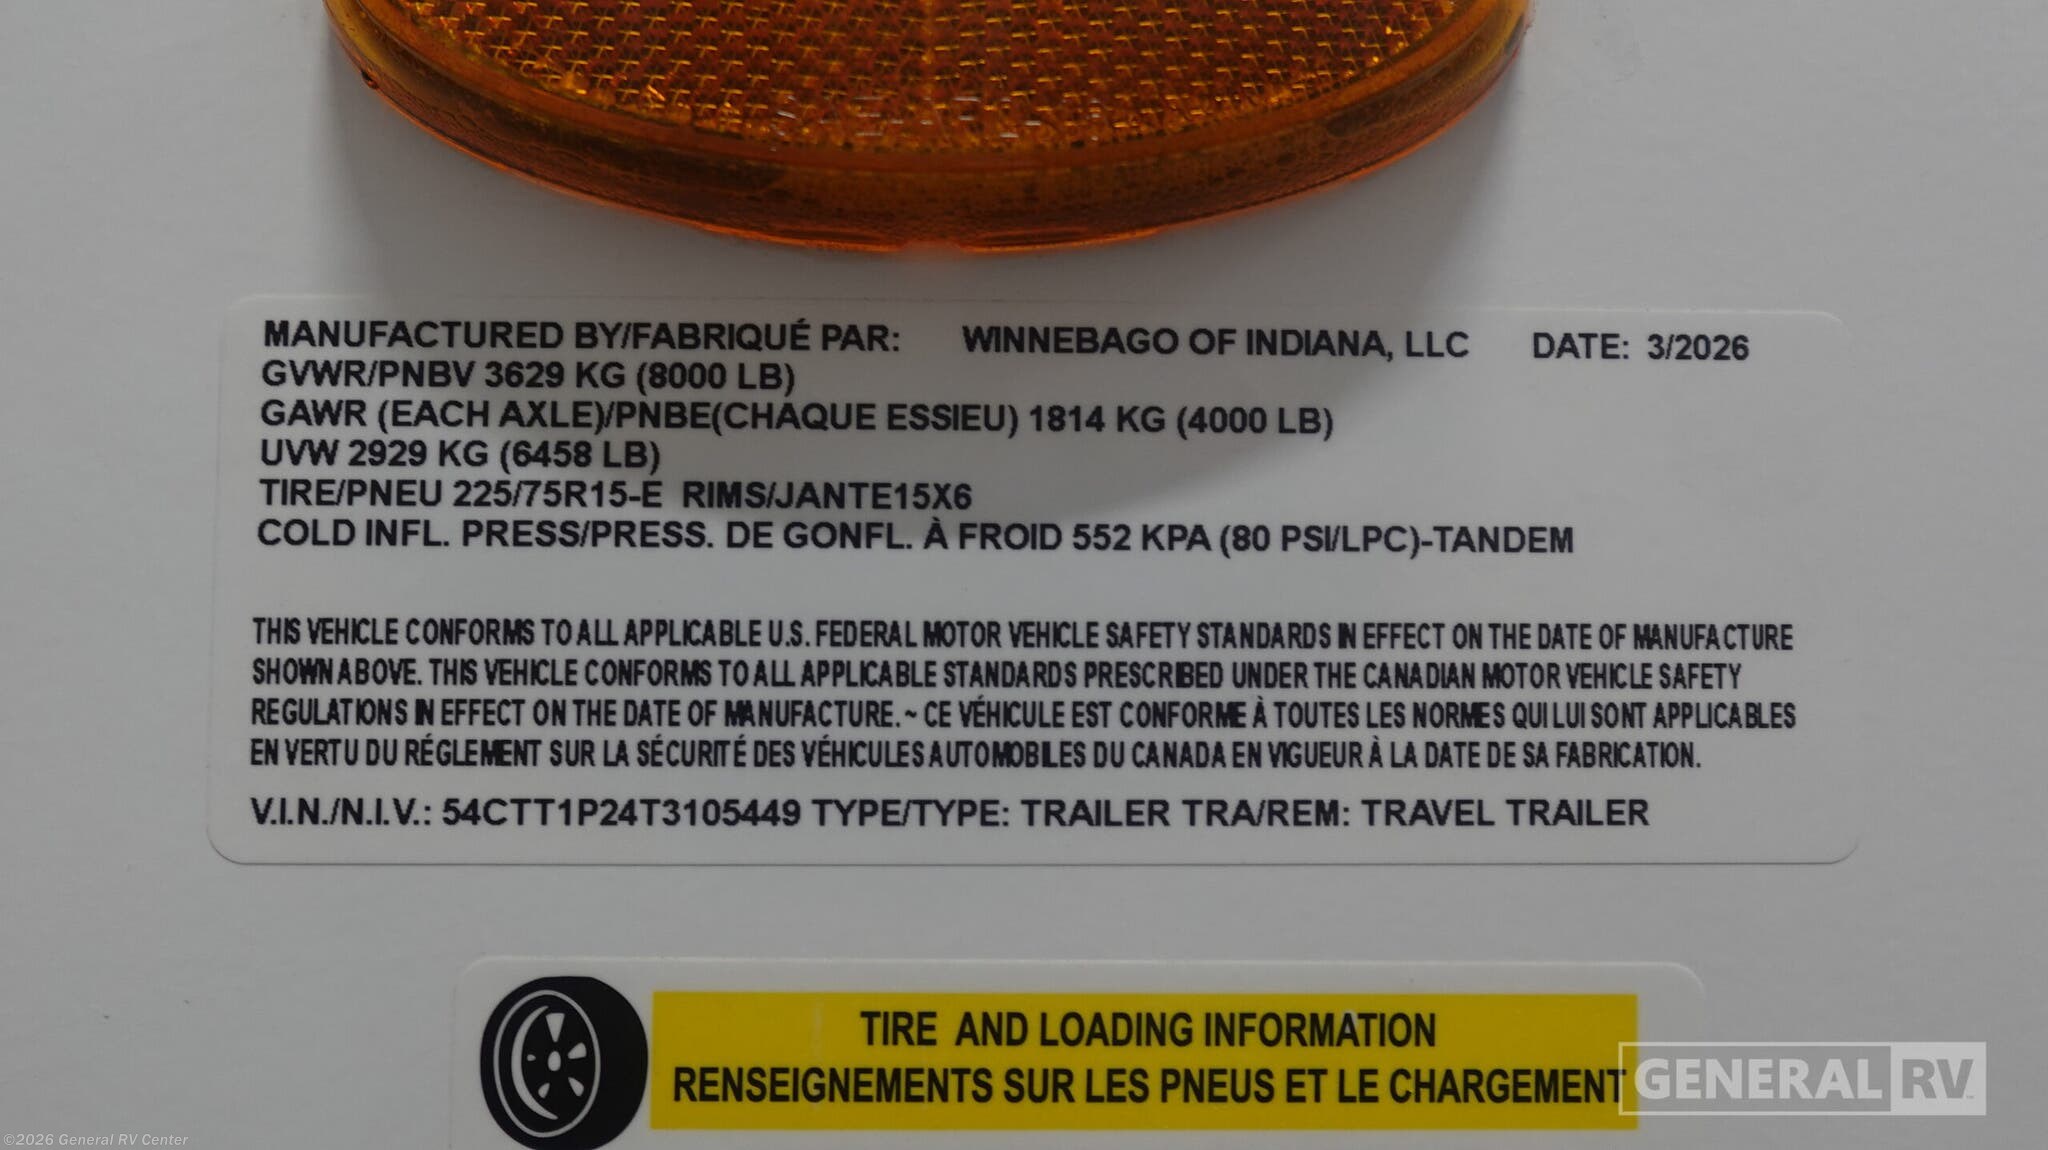 MANUFACTURED BY/FABRIQUÉ PAR: WINNEBAGO OF INDIANA, LLC DATE: 3/2026
GVWR/PNBV 3629 KG (8000 LB)
GAWR (EACH AXLE)/PNBE(CHAQUE ESSIEU) 1814 KG (4000 LB)
UVW 2929 KG (6458 LB)
TIRE/PNEU 225/75R15-E RIMS/JANTE15X6
COLD INFL. PRESS/PRESS. DE GONFL. À FROID 552 KPA (80 PSI/LPC)-TANDEM
THIS VEHICLE CONFORMS TO ALL APPLICABLE U.S. FEDERAL MOTOR VEHICLE SAFETY STANDARDS IN EFFECT ON THE DATE OF MANUFACTURE
SHOWN ABOVE. THIS VEHICLE CONFORMS TO ALL APPLICABLE STANDARDS PRESCRIBED UNDER THE CANADIAN MOTOR VEHICLE SAFETY
REGULATIONS IN EFFECT ON THE DATE OF MANUFACTURE. ~ CE VÉHICULE EST CONFORME À TOUTES LES NORMES QUI LUI SONT APPLICABLES
EN VERTU DU RÉGLEMENT SUR LA SÉCURITÉ DES VÉHICULES AUTOMOBILES DU CANADA EN VIGUEUR À LA DATE DE SA FABRICATION.
V.I.N./N.I.V.: 54CTT1P24T3105449 TYPE/TYPE: TRAILER TRA/REM: TRAVEL TRAILER
TIRE AND LOADING INFORMATION
RENSEIGNEMENTS SUR LES PNEUS ET LE CHARGEMENT
GENERAL RV
©2026 General RV Center